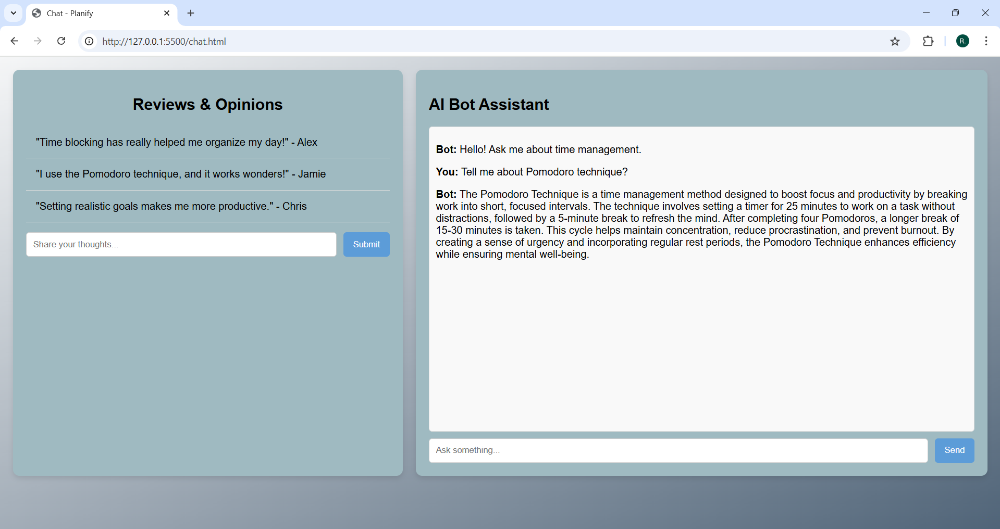 Chat - Planify
http://127.0.0.1:5500/chat.html
R.
Reviews & Opinions
"Time blocking has really helped me organize my day!" - Alex
"I use the Pomodoro technique, and it works wonders!" - Jamie
"Setting realistic goals makes me more productive." - Chris
Share your thoughts...
Submit
AI Bot Assistant
Bot: Hello! Ask me about time management.
You: Tell me about Pomodoro technique?
Bot: The Pomodoro Technique is a time management method designed to boost focus and productivity by breaking
work into short, focused intervals. The technique involves setting a timer for 25 minutes to work on a task without
distractions, followed by a 5-minute break to refresh the mind. After completing four Pomodoros, a longer break of
15-30 minutes is taken. This cycle helps maintain concentration, reduce procrastination, and prevent burnout. By
creating a sense of urgency and incorporating regular rest periods, the Pomodoro Technique enhances efficiency
while ensuring mental well-being.
Ask something...
Send